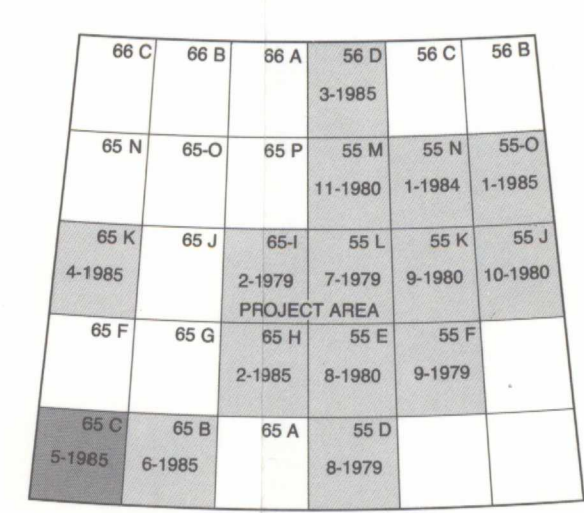 66 C 66 B 66 A 56 D 56 C 56 B
3-1985
65 N 65-O 65 P 55 M 55 N 55-O
11-1980 1-1984 1-1985
65 K 65 J 65-I 55 L 55 K 55 J
4-1985 2-1979 7-1979 9-1980 10-1980
PROJECT AREA
65 F 65 G 65 H 55 E 55 F
2-1985 8-1980 9-1979
65 C 65 B 65 A 55 D
5-1985 6-1985 8-1979